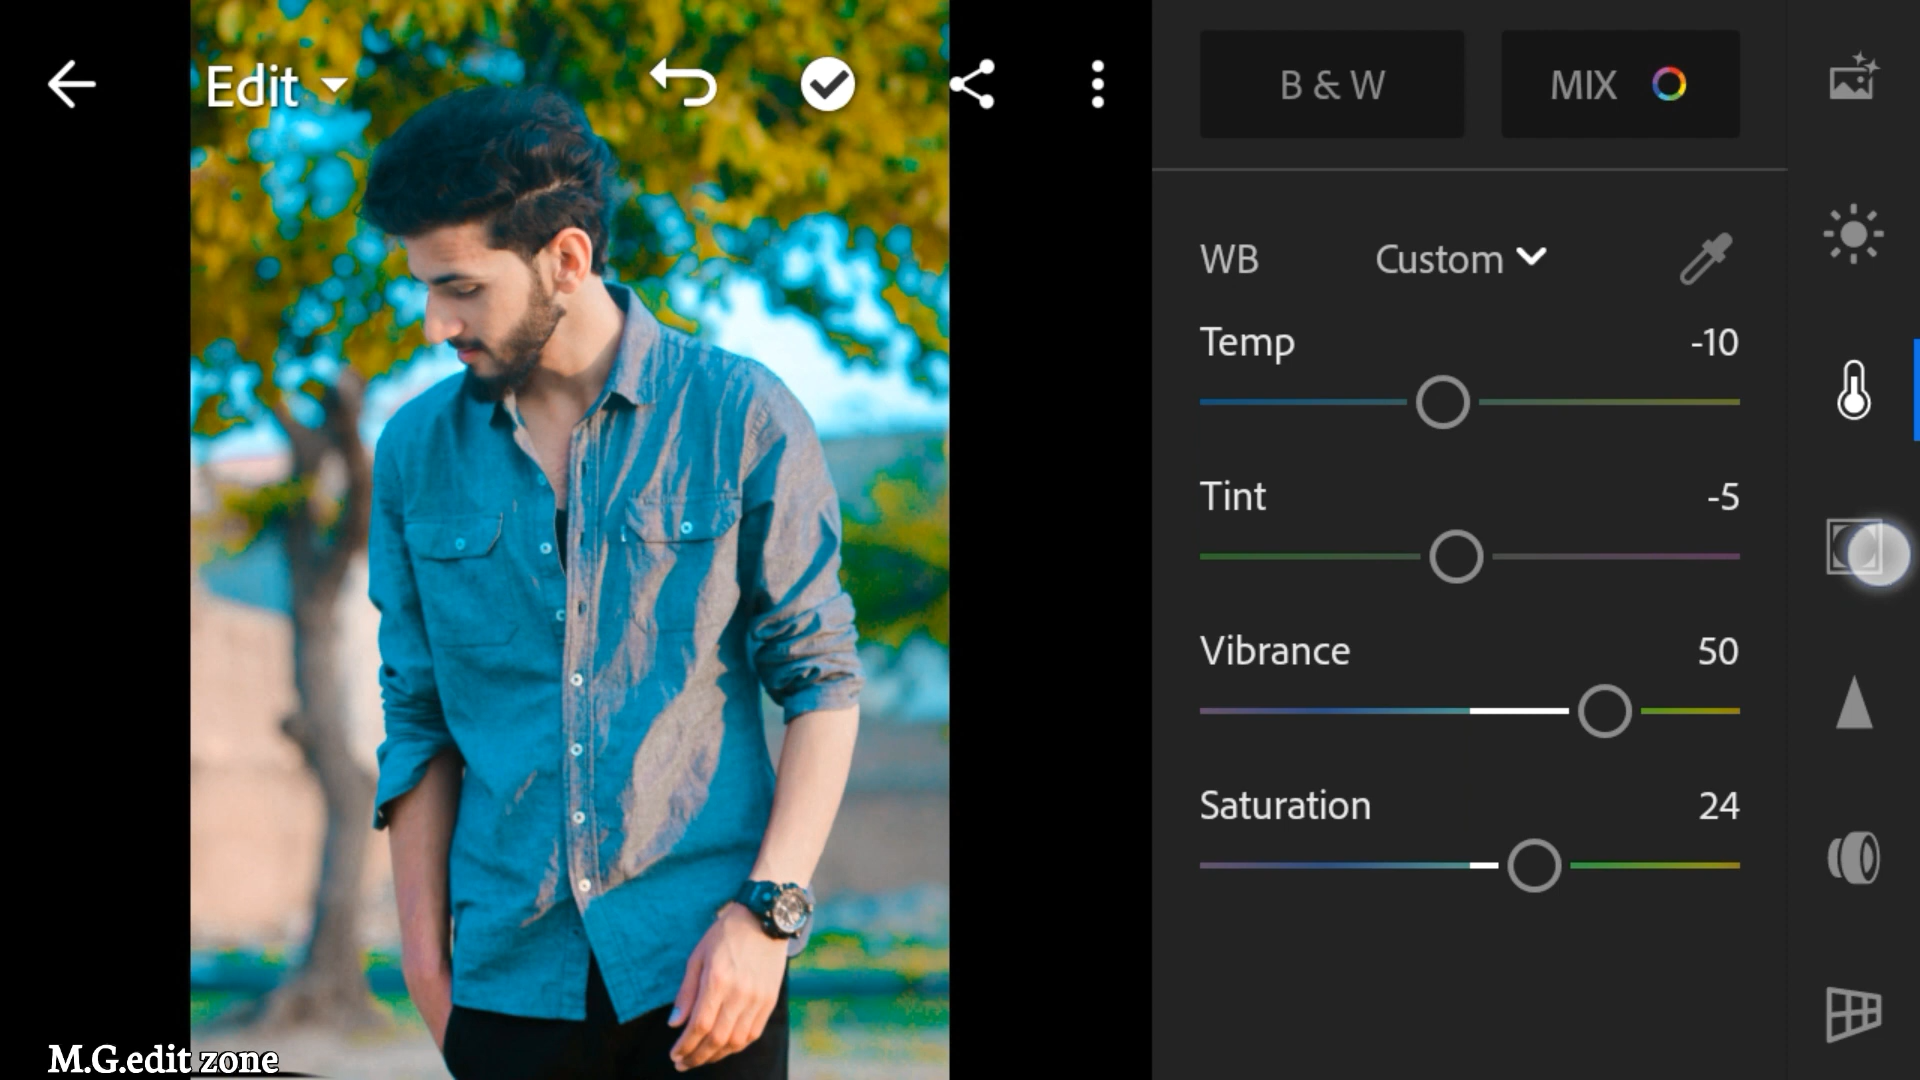 Edit
B & W
MIX
WB
Custom
Temp
-10
Tint
-5
Vibrance
50
Saturation
24
M.G.edit zone